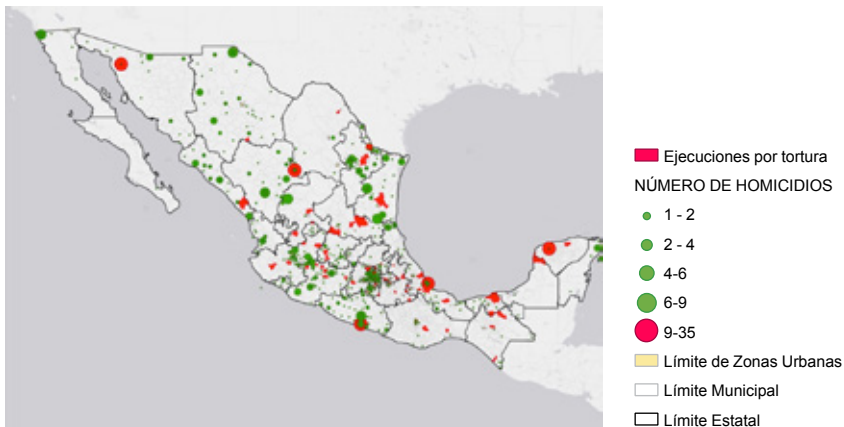 Ejecuciones por tortura
NÚMERO DE HOMICIDIOS
1 - 2
2 - 4
4-6
6-9
9-35
Límite de Zonas Urbanas
Límite Municipal
Límite Estatal